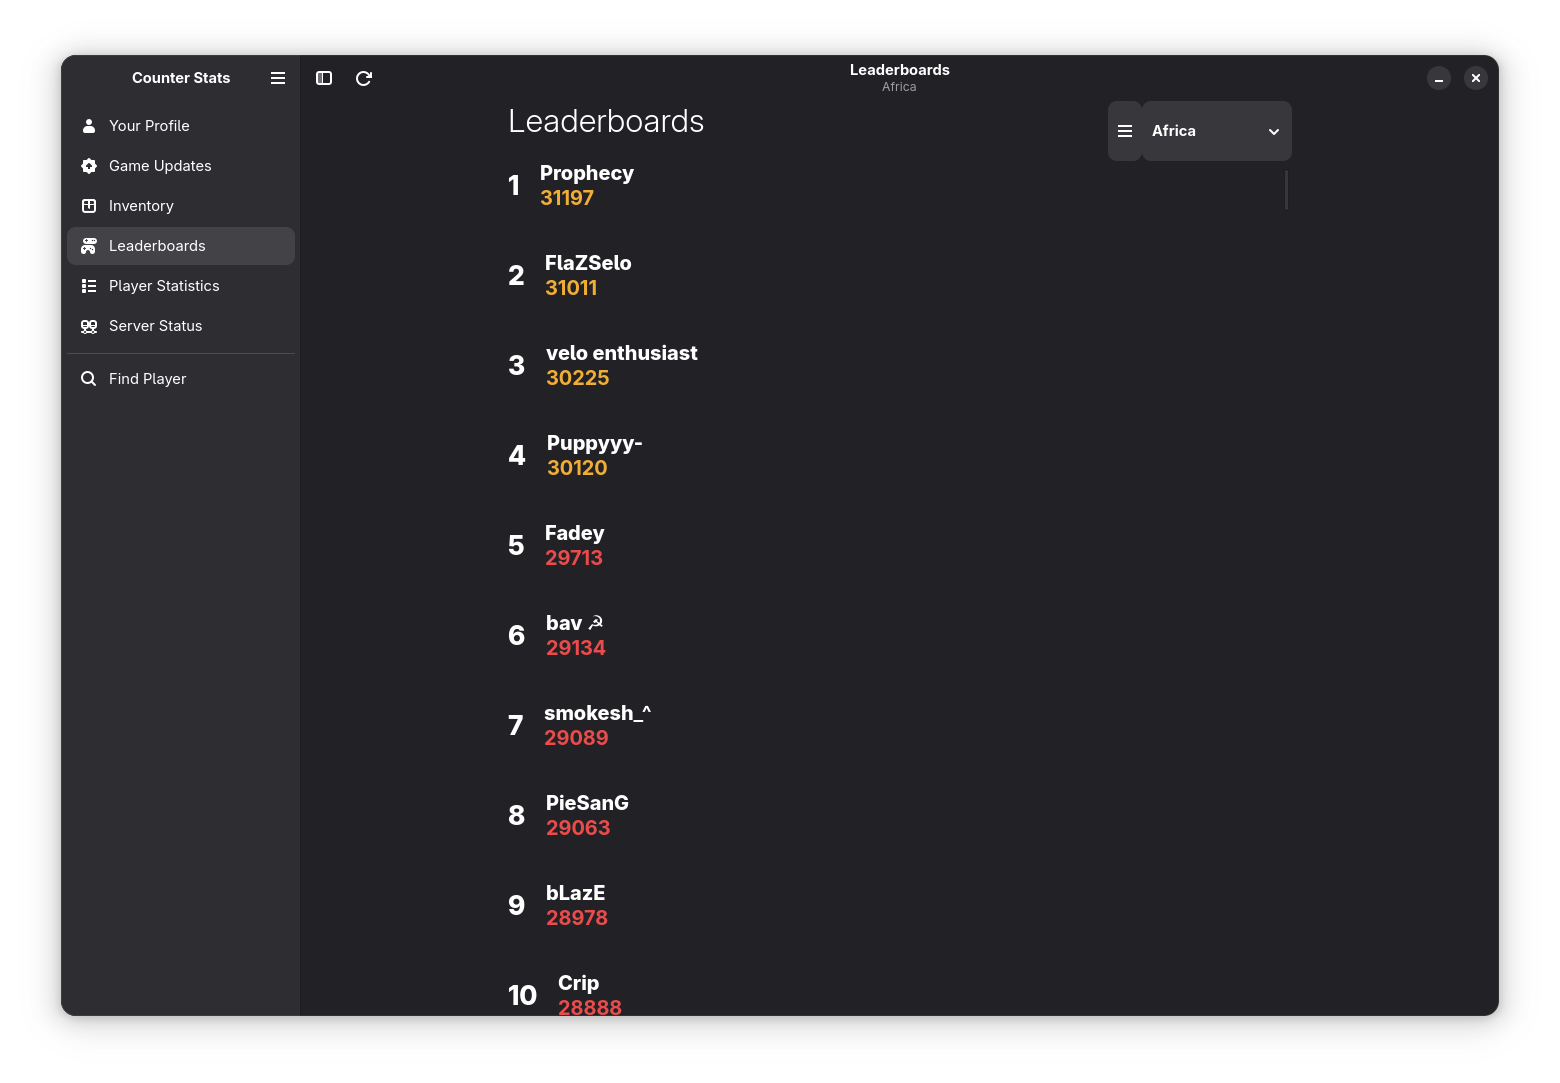 Counter Stats
Your Profile
Game Updates
Inventory
Leaderboards
Player Statistics
Server Status
Find Player
Leaderboards
Africa
Leaderboards
Africa
1
Prophecy
31197
2
FlaZSelo
31011
3
velo enthusiast
30225
4
Puppyyy-
30120
5
Fadey
29713
6
bav ☭
29134
7
smokesh_^
29089
8
PieSanG
29063
9
bLazE
28978
10
Crip
28888